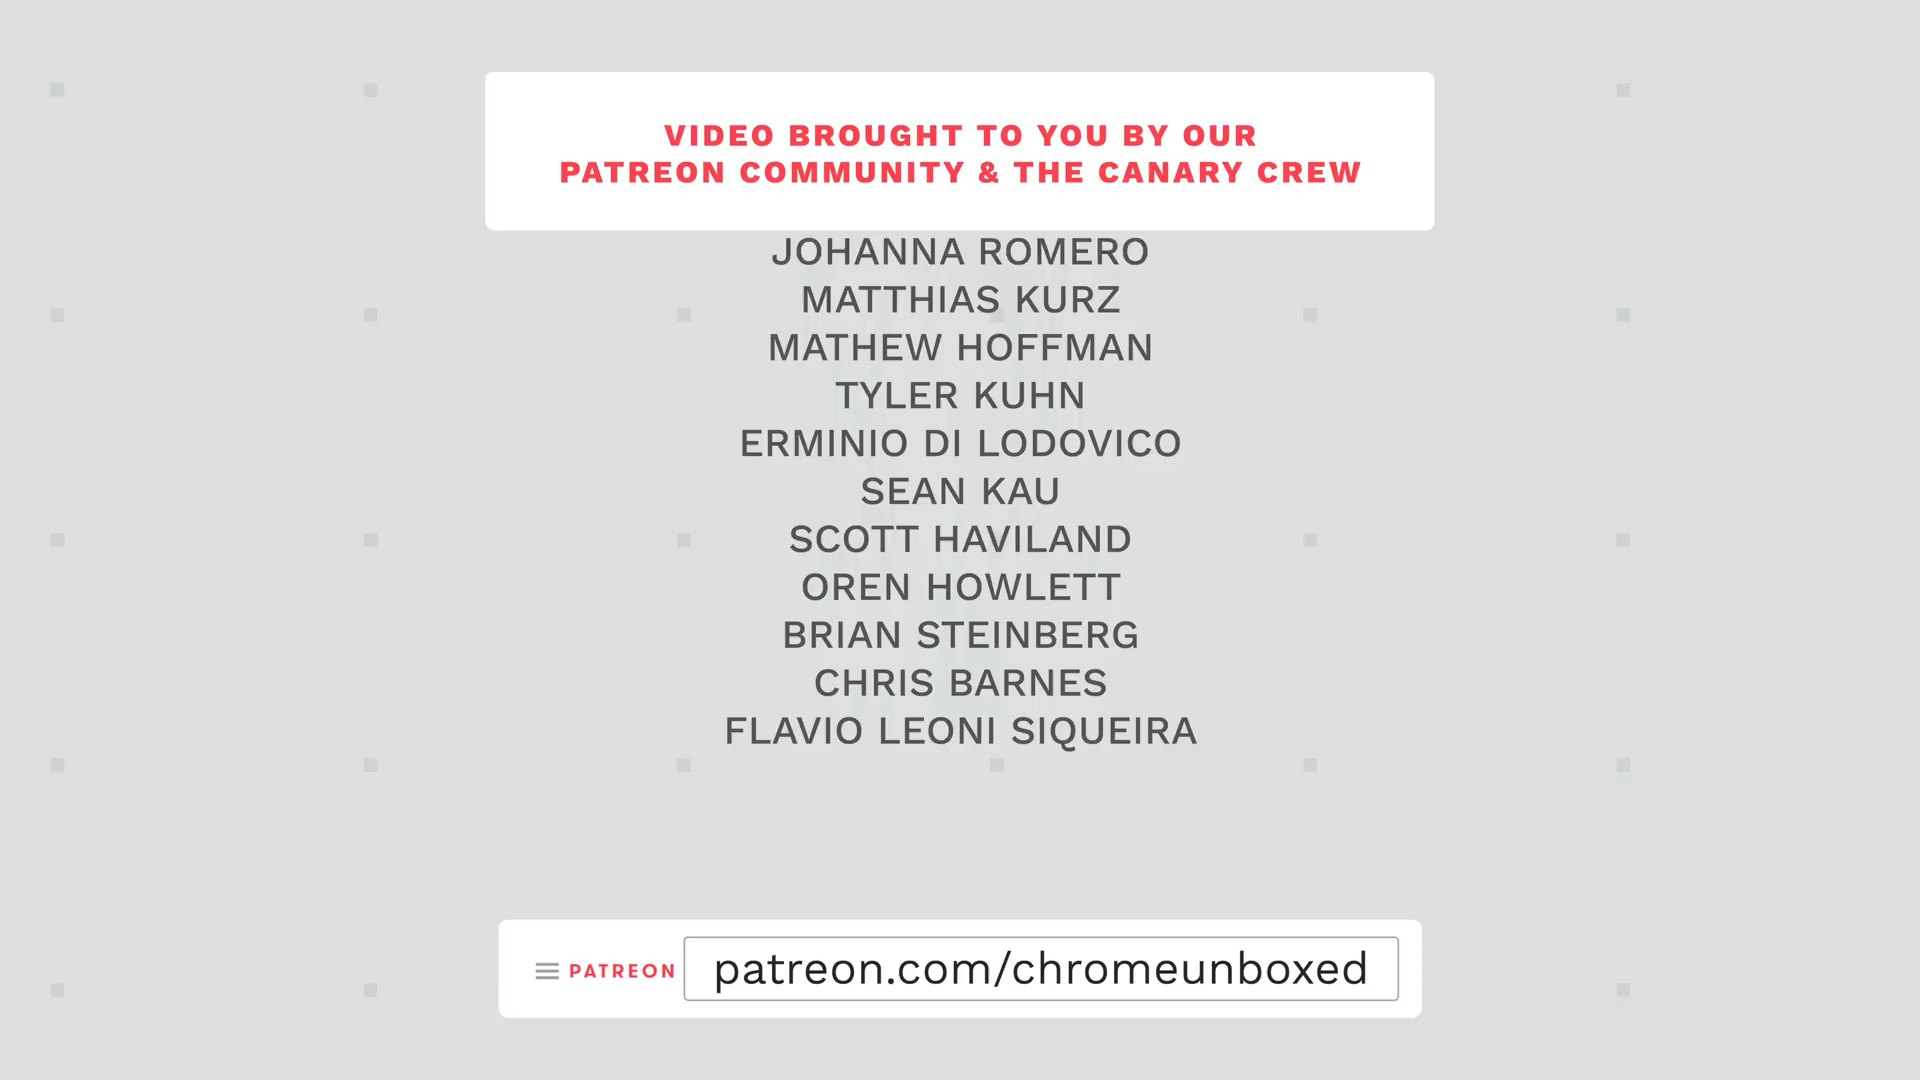 VIDEO BROUGHT TO YOU BY OUR
PATREON COMMUNITY & THE CANARY CREW
JOHANNA ROMERO
MATTHIAS KURZ
MATHEW HOFFMAN
TYLER KUHN
ERMINIO DI LODOVICO
SEAN KAU
SCOTT HAVILAND
OREN HOWLETT
BRIAN STEINBERG
CHRIS BARNES
FLAVIO LEONI SIQUEIRA
PATREON patreon.com/chromeunboxed